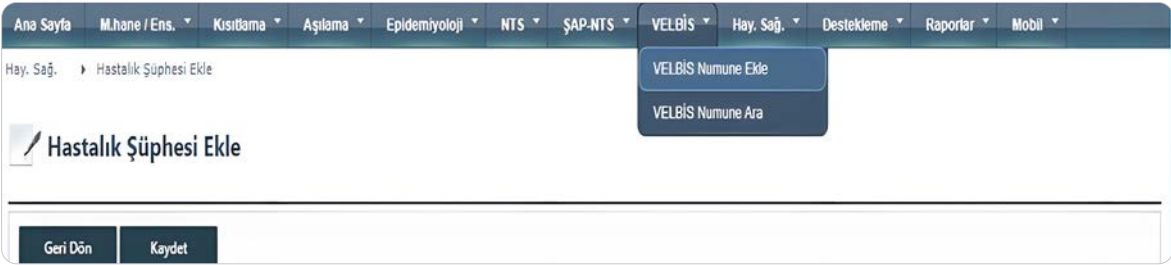 Ana Sayfa M.hane / Ens. Kısıtlama Aşılama Epidemiyoloji NTS ŞAP-NTS VELBİS Hay. Sağ. Destekleme Raporlar Mobil
Hay. Sağ. Hastalık Şüphesi Ekle
VELBİS Numune Ekle
VELBİS Numune Ara
Hastalık Şüphesi Ekle
Geri Dön Kaydet